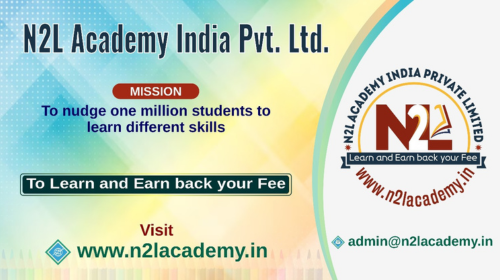 N2L Academy India Pvt. Ltd.
MISSION
To nudge one million students to
learn different skills
To Learn and Earn back your Fee
Visit
www.n2lacademy.in
N2L ACADEMY INDIA PRIVATE LIMITED
N2L
Learn and Earn back your Fee
www.n2lacademy.in
admin@n2lacademy.in